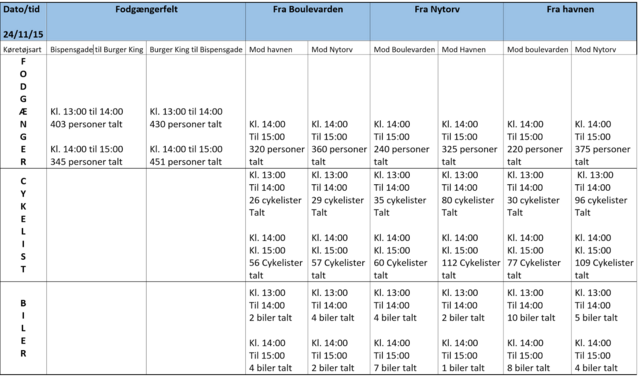 Dato/tid Fodgængerfelt Fra Boulevarden Fra Nytorv Fra havnen
24/11/15
Køretøjsart Bispensgade til Burger King Burger King til Bispensgade Mod havnen Mod Nytorv Mod Boulevarden Mod Havnen Mod boulevarden Mod Nytorv
F
O
D
G
Æ Kl. 13:00 til 14:00 Kl. 13:00 til 14:00
N 403 personer talt 430 personer talt Kl. 14:00 Kl. 14:00 Kl. 14:00 Kl. 14:00 Kl. 14:00 Kl. 14:00
G Til 15:00 Til 15:00 Til 15:00 Til 15:00 Til 15:00 Til 15:00
E Kl. 14:00 til 15:00 Kl. 14:00 til 15:00 320 personer 360 personer 240 personer 325 personer 220 personer 375 personer
R 345 personer talt 451 personer talt talt talt talt talt talt talt
Kl. 13:00 Kl. 13:00 Kl. 13:00 Kl. 13:00 Kl. 13:00 Kl. 13:00
C Til 14:00 Til 14:00 Til 14:00 Til 14:00 Til 14:00 Til 14:00
Y 26 cykelister 29 cykelister 35 cykelister 80 cykelister 30 cykelister 96 cykelister
K Talt Talt Talt Talt Talt Talt
E
L Kl. 14:00 Kl. 14:00 Kl. 14:00 Kl. 14:00 Kl. 14:00 Kl. 14:00
I Kl. 15:00 Kl. 15:00 Kl. 15:00 Kl. 15:00 Kl. 15:00 Kl. 15:00
S 56 Cykelister 57 Cykelister 60 Cykelister 112 Cykelister 77 Cykelister 109 Cykelister
T talt talt talt talt talt talt
Kl. 13:00 Kl. 13:00 Kl. 13:00 Kl. 13:00 Kl. 13:00 Kl. 13:00
B Til 14:00 Til 14:00 Til 14:00 Til 14:00 Til 14:00 Til 14:00
I 2 biler talt 4 biler talt 4 biler talt 2 biler talt 10 biler talt 5 biler talt
L
E Kl. 14:00 Kl. 14:00 Kl. 14:00 Kl. 14:00 Kl. 14:00 Kl. 14:00
R Til 15:00 Til 15:00 Til 15:00 Til 15:00 Til 15:00 Til 15:00
4 biler talt 2 biler talt 7 biler talt 1 biler talt 8 biler talt 4 biler talt